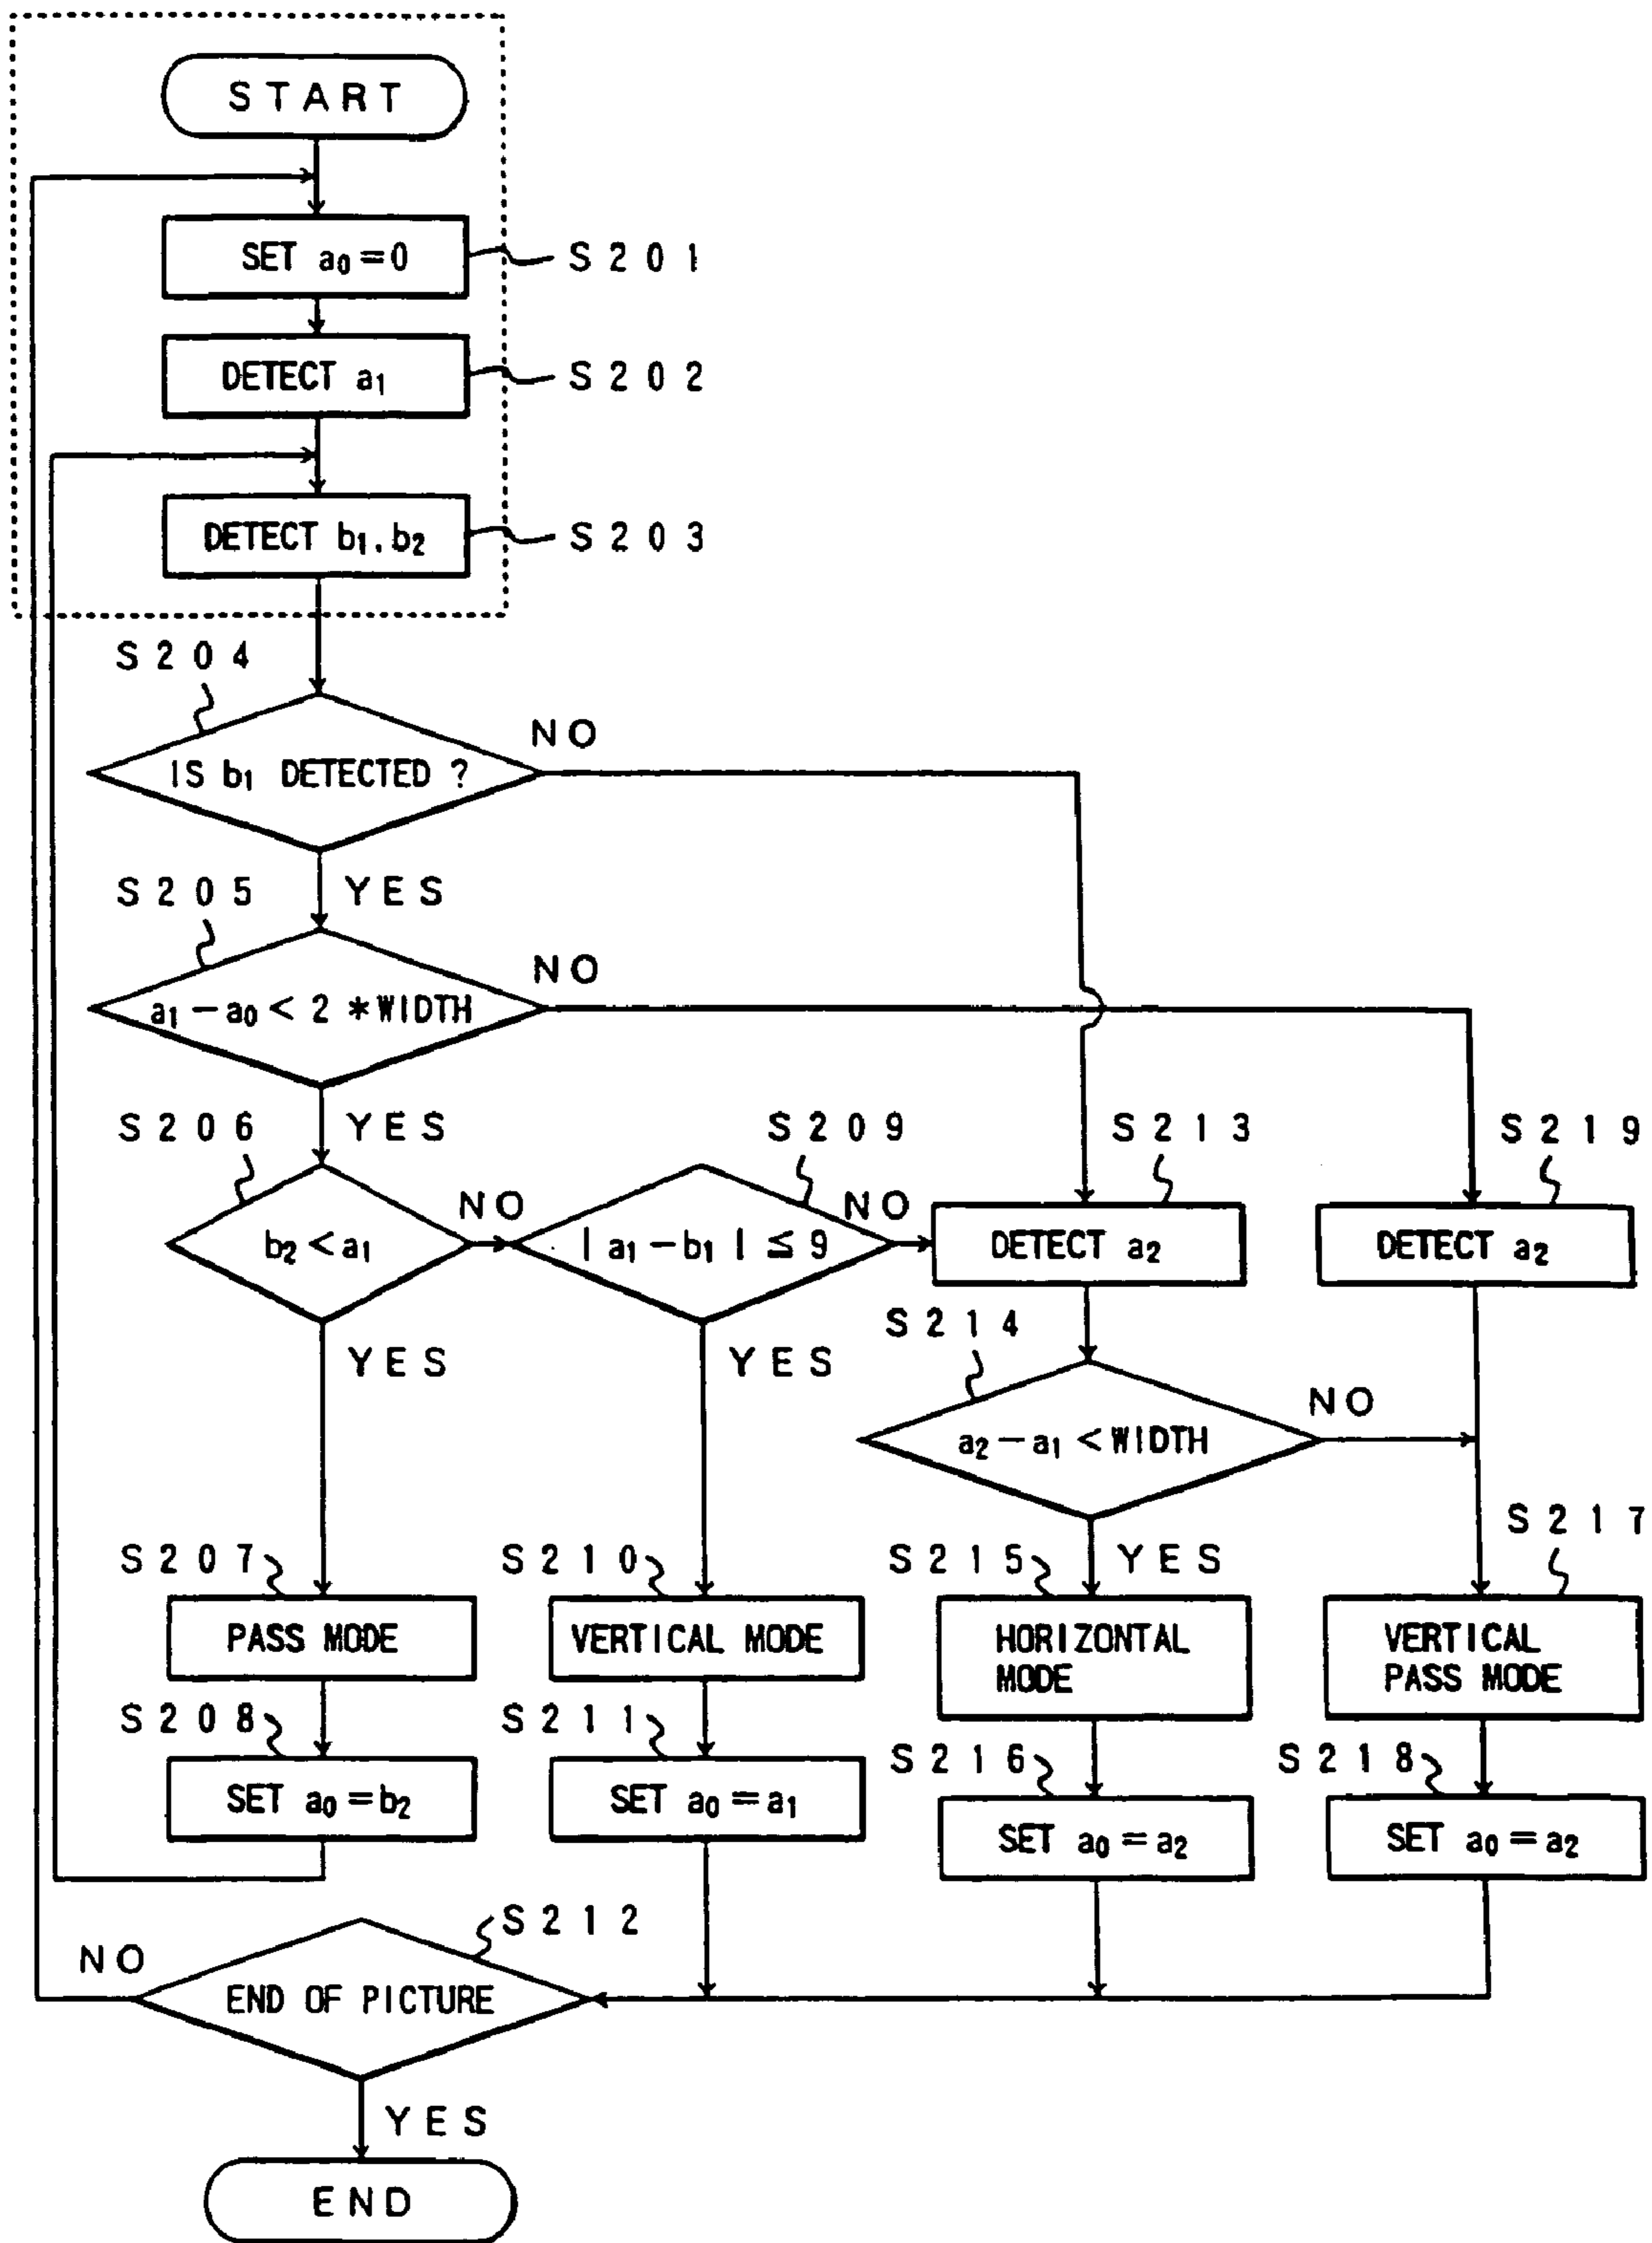 START
SET a₀=0
S201
DETECT a₁
S202
DETECT b₁,b₂
S203
S204
IS b₁ DETECTED ?
NO
YES
S205
a₁−a₀<2*WIDTH
NO
YES
S206
b₂<a₁
NO
YES
S209
|a₁−b₁|≤9
NO
YES
S213
DETECT a₂
S219
DETECT a₂
S214
a₂−a₁<WIDTH
NO
YES
S207
PASS MODE
S210
VERTICAL MODE
S215
HORIZONTAL
MODE
S217
VERTICAL
PASS MODE
S208
SET a₀=b₂
S211
SET a₀=a₁
S216
SET a₀=a₂
S218
SET a₀=a₂
S212
END OF PICTURE
NO
YES
END